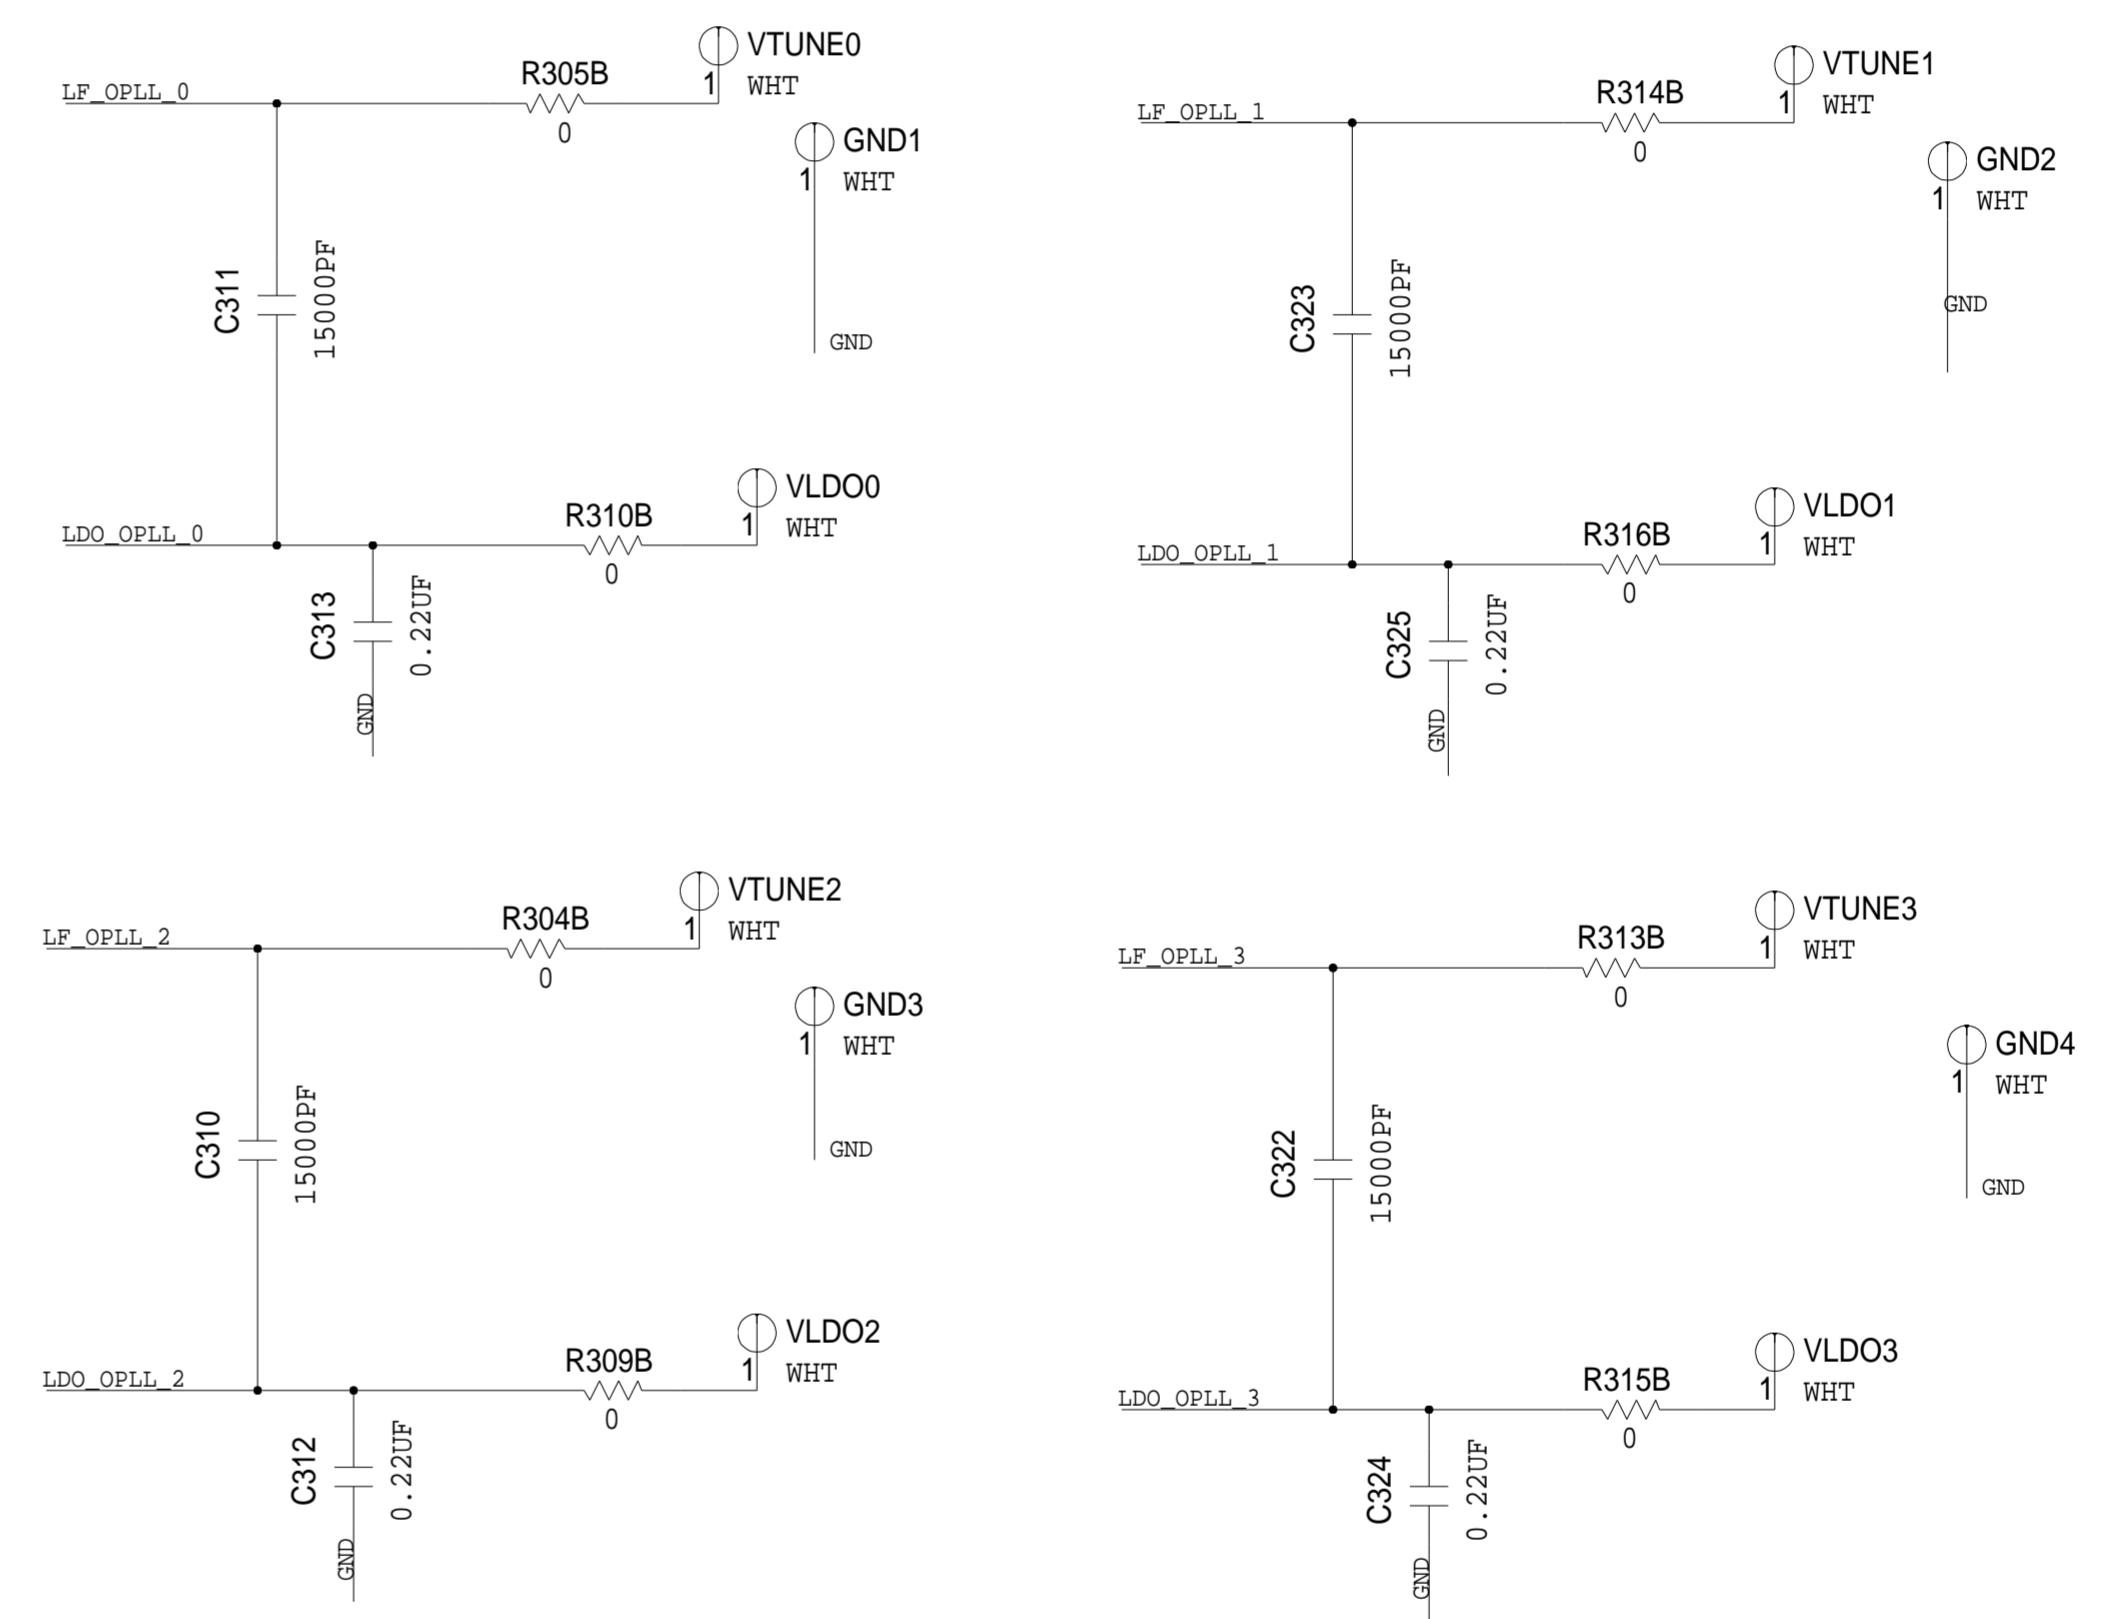 VTUNE0
R305B
LF_OPLL_0
1
WHT
0
GND1
1
WHT
C311
15000PF
GND
VLDO0
R310B
LDO_OPLL_0
1
WHT
0
C313
0.22UF
GND
VTUNE1
R314B
LF_OPLL_1
1
WHT
0
GND2
1
WHT
C323
15000PF
GND
VLDO1
R316B
LDO_OPLL_1
1
WHT
0
C325
0.22UF
GND
VTUNE2
R304B
LF_OPLL_2
1
WHT
0
GND3
1
WHT
C310
15000PF
GND
VLDO2
R309B
LDO_OPLL_2
1
WHT
0
C312
0.22UF
GND
VTUNE3
R313B
LF_OPLL_3
1
WHT
0
GND4
1
WHT
C322
15000PF
GND
VLDO3
R315B
LDO_OPLL_3
1
WHT
0
C324
0.22UF
GND